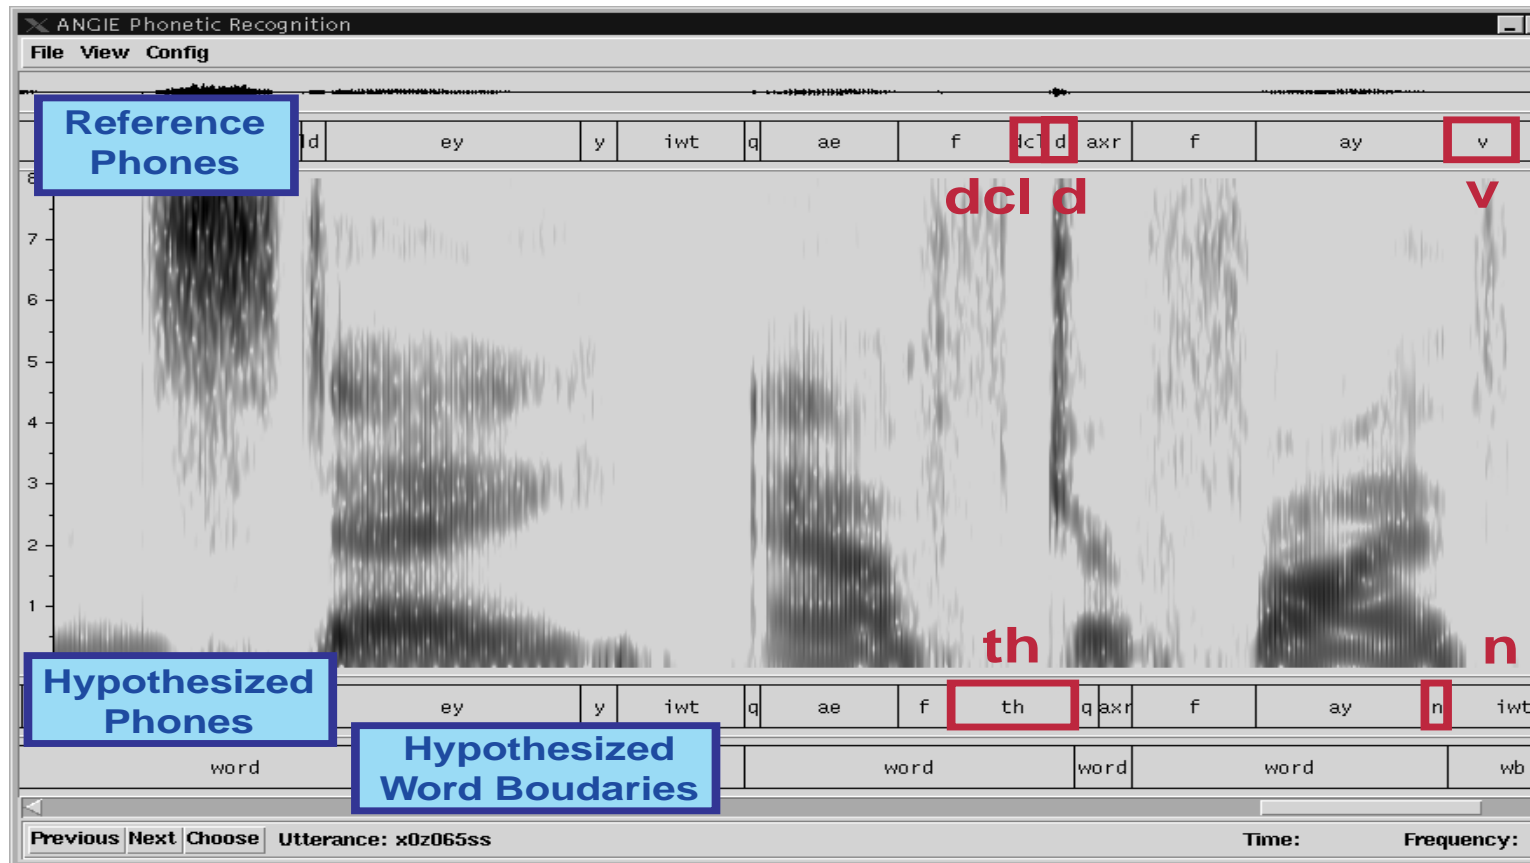 ANGIE Phonetic Recognition
File View Config
Reference
Phones
d ey y iwt q ae f dcl d axr f ay v
dcl d v
8
7
6
5
4
3
2
1
th n
Hypothesized
Phones
ey y iwt q ae f th q axr f ay n iwt
Hypothesized
Word Boudaries
word word word word wb
Previous Next Choose Utterance: x0z065ss Time: Frequency: